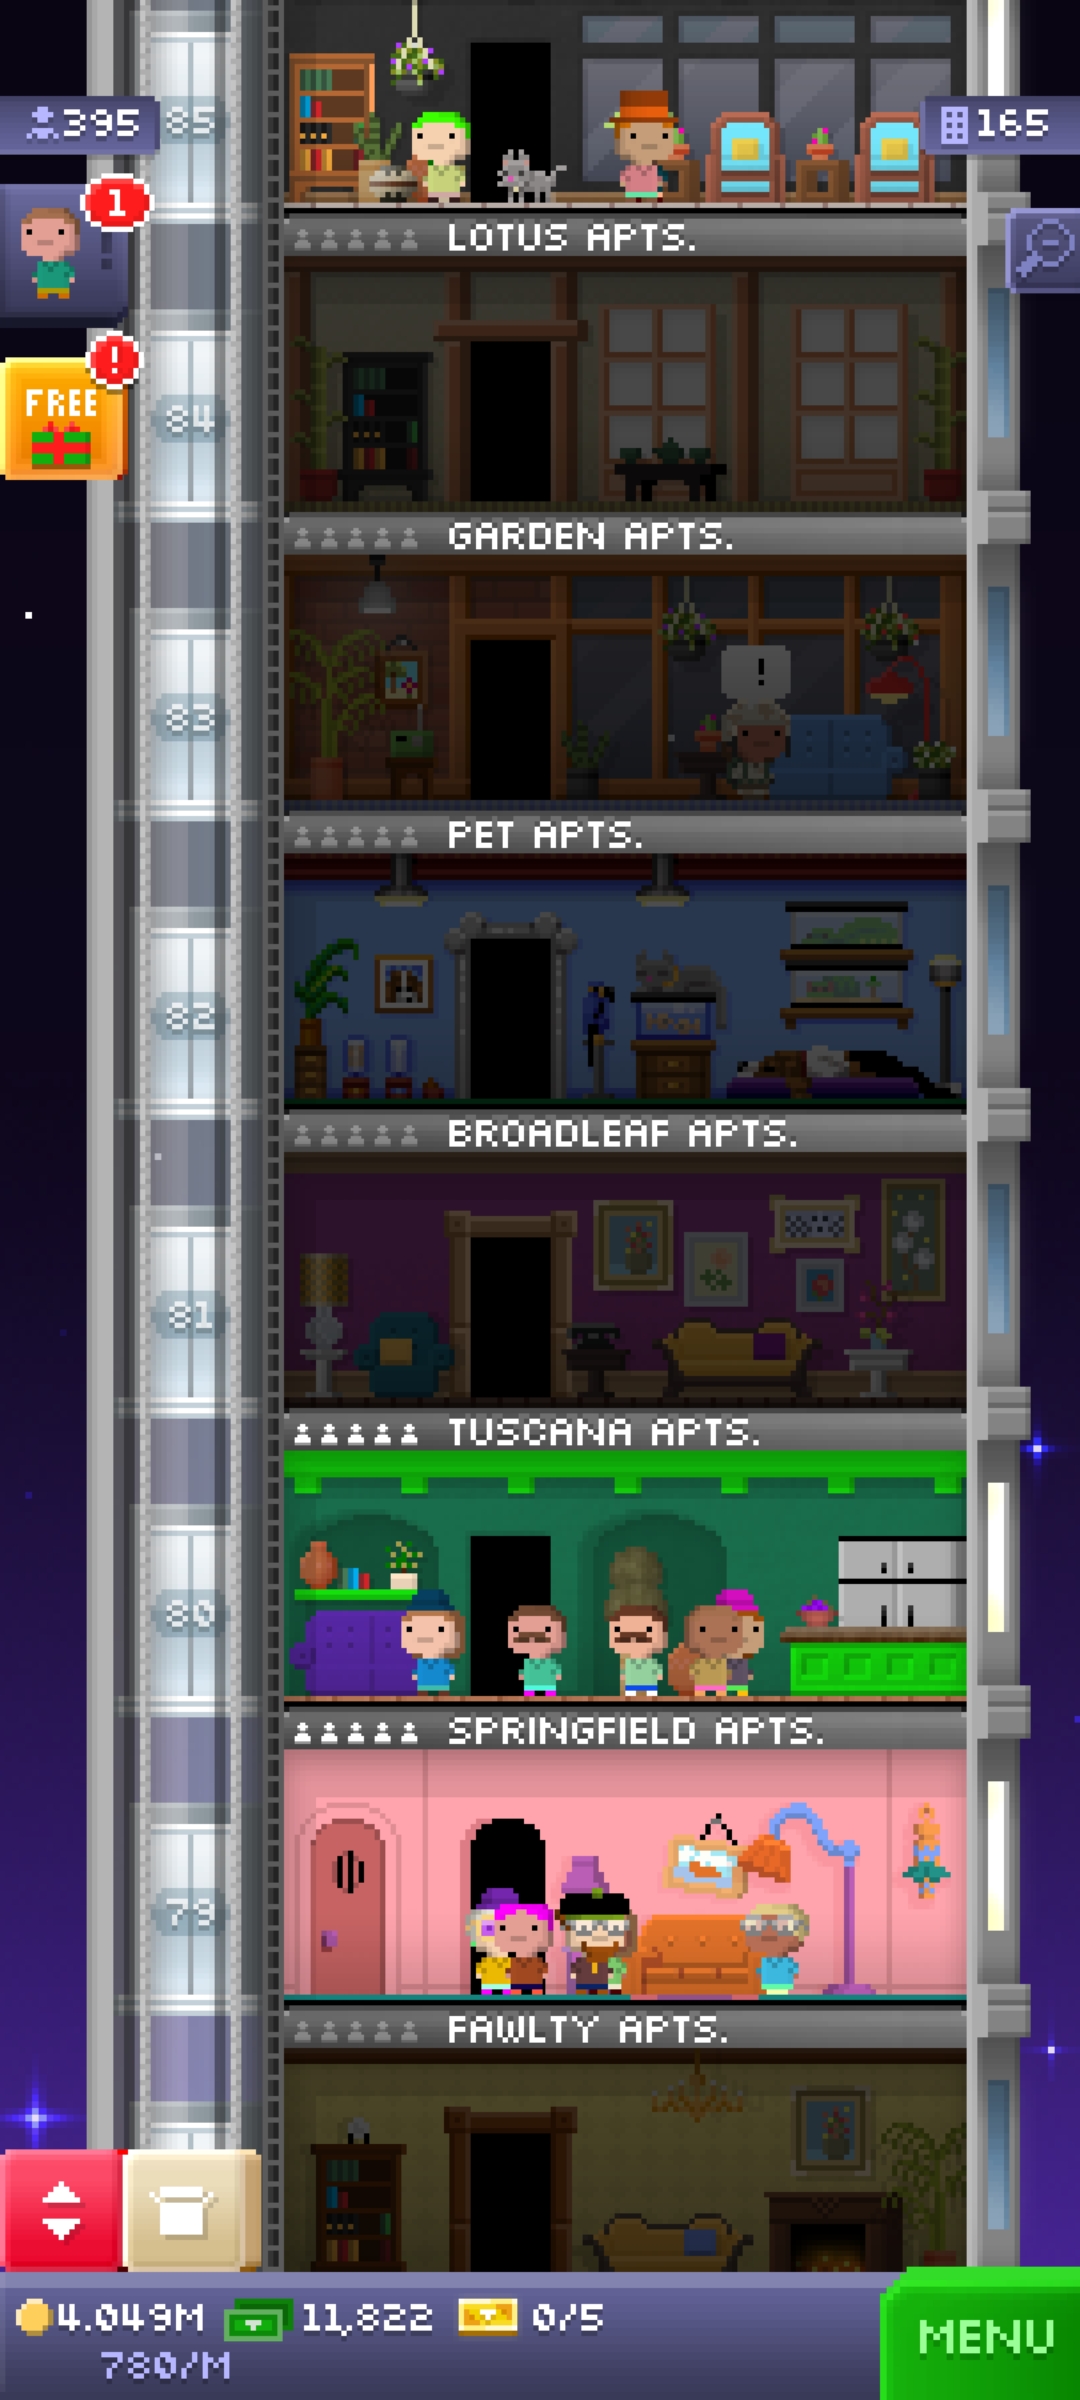 395
85
165
1
LOTUS APTS.
FREE
!
84
GARDEN APTS.
!
83
PET APTS.
82
BROADLEAF APTS.
81
TUSCANA APTS.
80
SPRINGFIELD APTS.
79
FAWLTY APTS.
4.049M 11,822 0/5
780/M
MENU